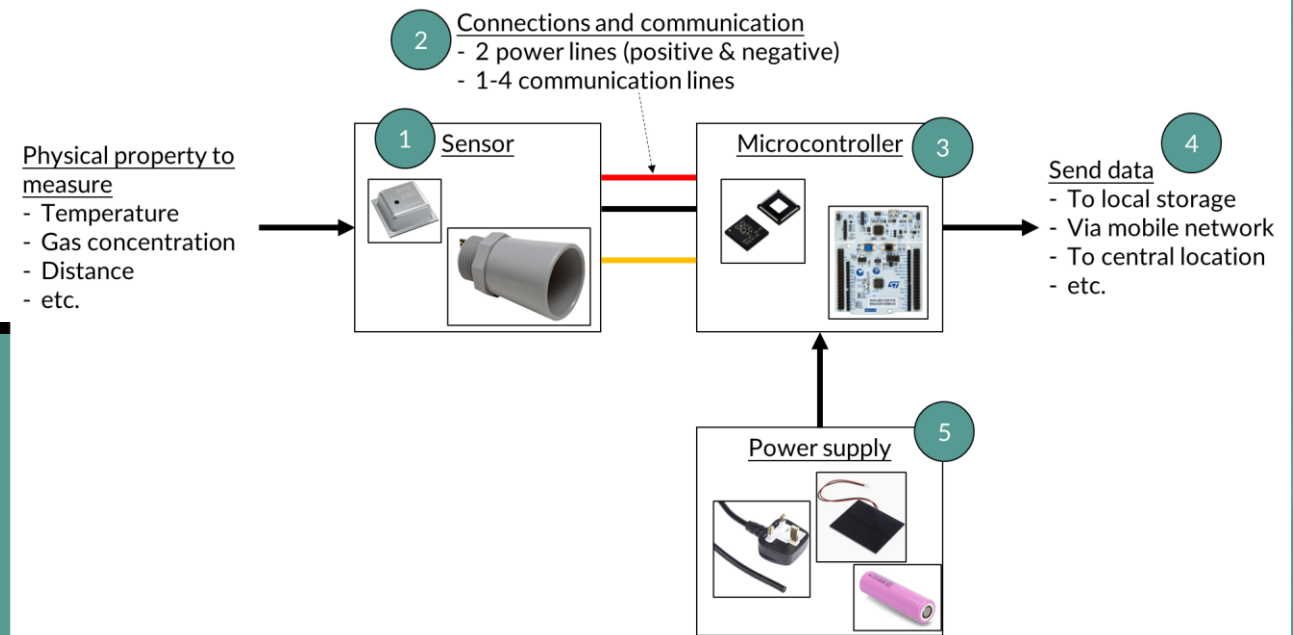 2
Connections and communication
- 2 power lines (positive & negative)
- 1-4 communication lines
Physical property to
measure
- Temperature
- Gas concentration
- Distance
- etc.
1
Sensor
Microcontroller
3
4
Send data
- To local storage
- Via mobile network
- To central location
- etc.
5
Power supply